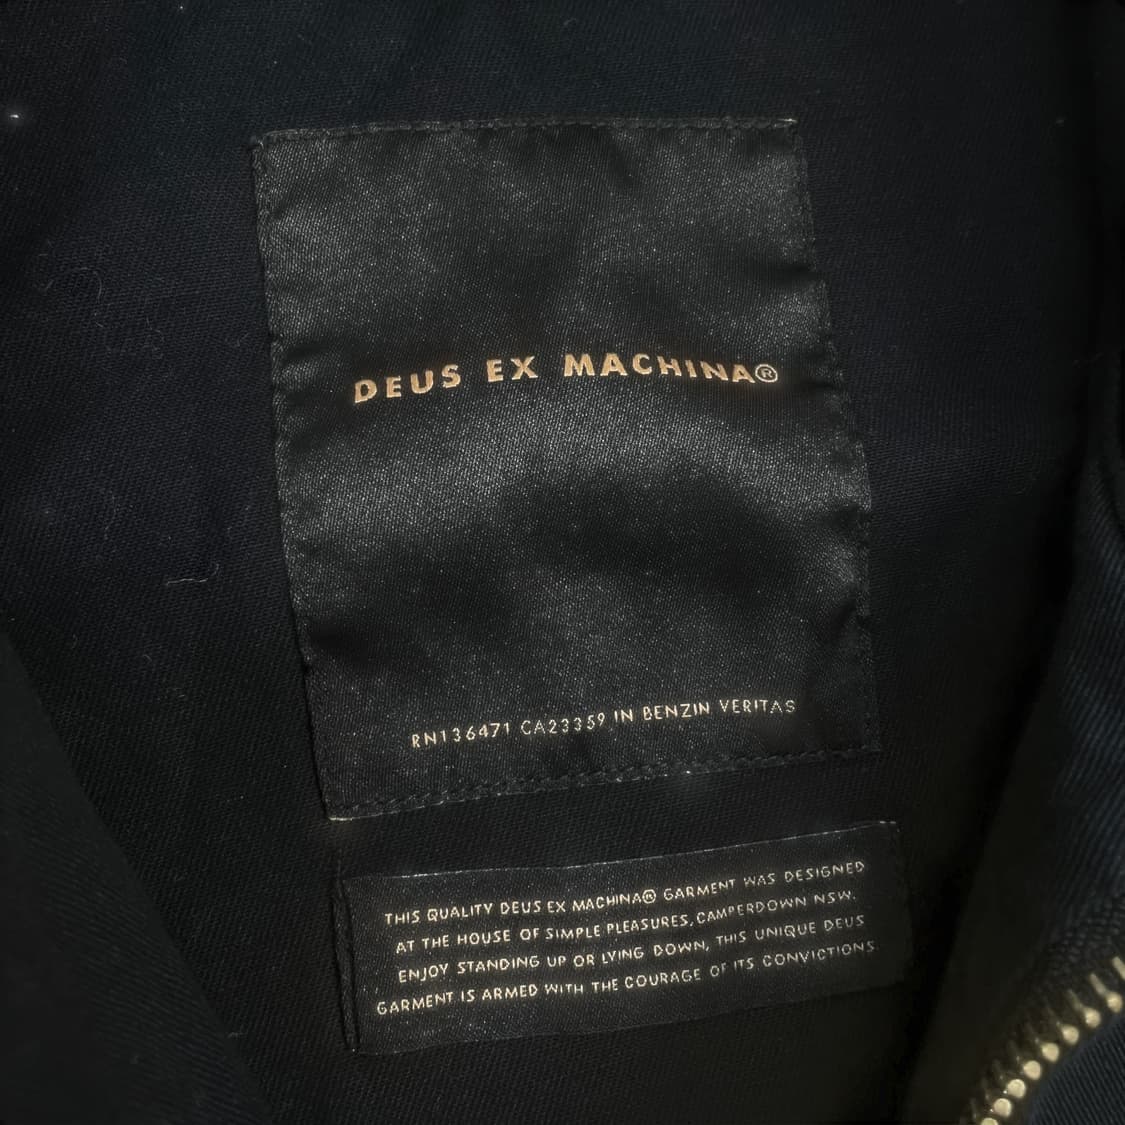 DEUS EX MACHINA®
RN136471 CA23359 IN BENZIN VERITAS
THIS QUALITY DEUS EX MACHINA® GARMENT WAS DESIGNED
AT THE HOUSE OF SIMPLE PLEASURES, CAMPERDOWN NSW.
ENJOY STANDING UP OR LYING DOWN, THIS UNIQUE DEUS
GARMENT IS ARMED WITH THE COURAGE OF ITS CONVICTIONS.